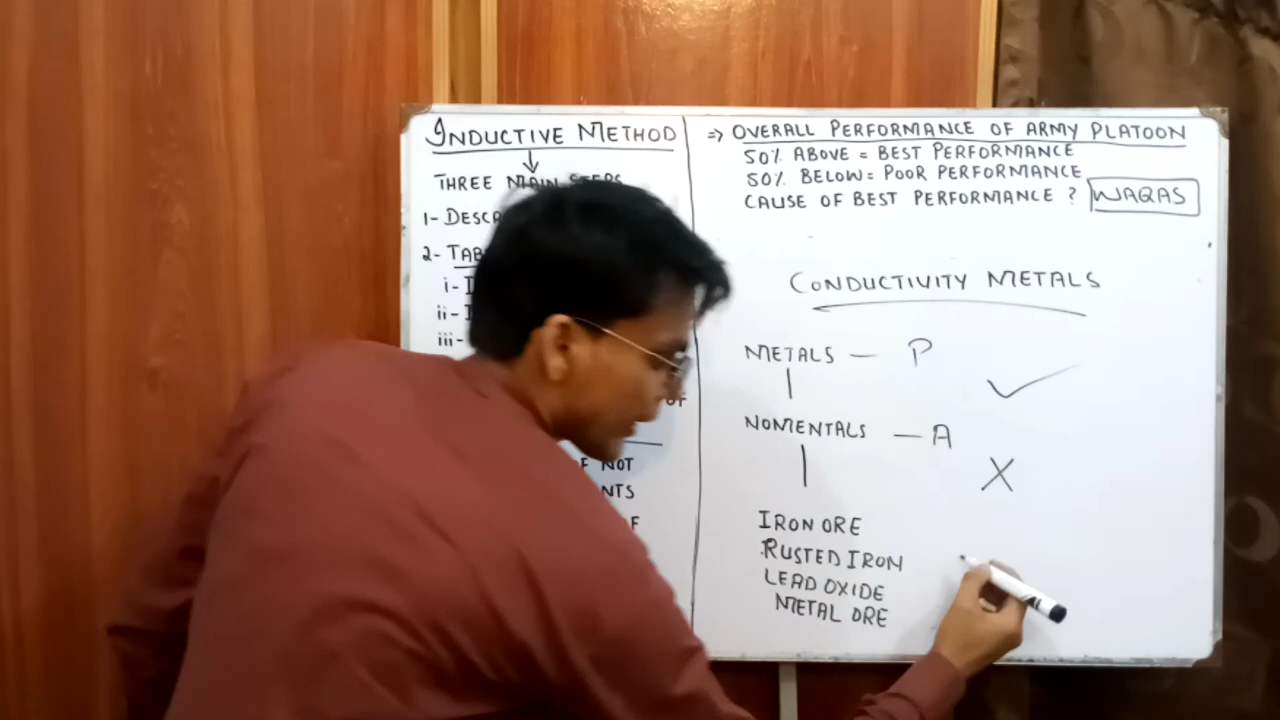 INDUCTIVE METHOD
THREE MAIN STEPS
1- DESC
2- TAB
i-
ii-
iii-
OF
NOT
NTS
F
⇒ OVERALL PERFORMANCE OF ARMY PLATOON
50% ABOVE = BEST PERFORMANCE
50% BELOW = POOR PERFORMANCE
CAUSE OF BEST PERFORMANCE ? WAQAS
CONDUCTIVITY METALS
METALS — P
NOMENTALS — A
IRON ORE
RUSTED IRON
LEAD OXIDE
METAL ORE